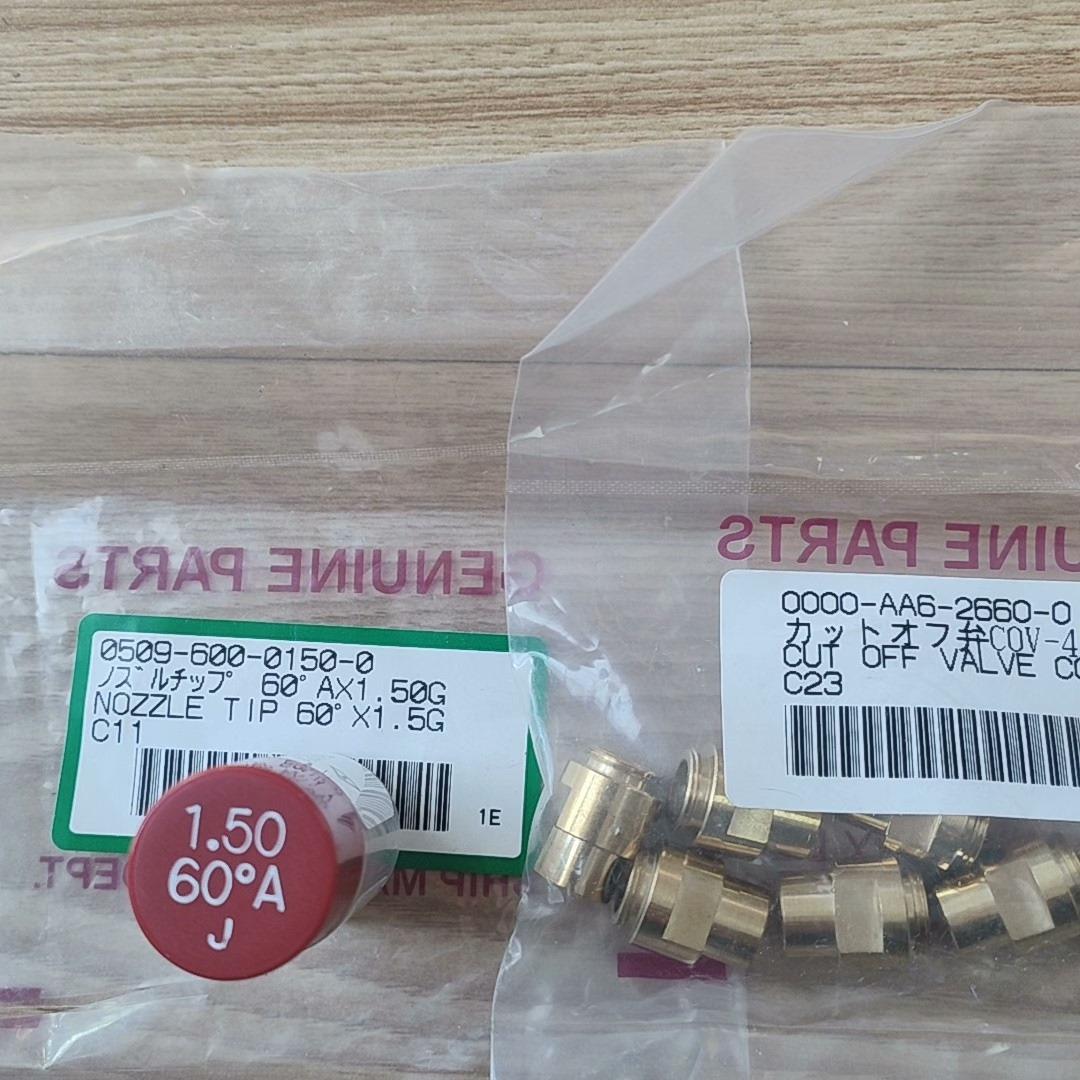 GENUINE PARTS
0509-600-0150-0
ノズルチップ 60°AX1.50G
NOZZLE TIP 60°X1.5G
C11
1E
1.50
60°A
J
PARTS
0000-AA6-2660-0
カットオフ弁COV-4
CUT OFF VALVE
C23